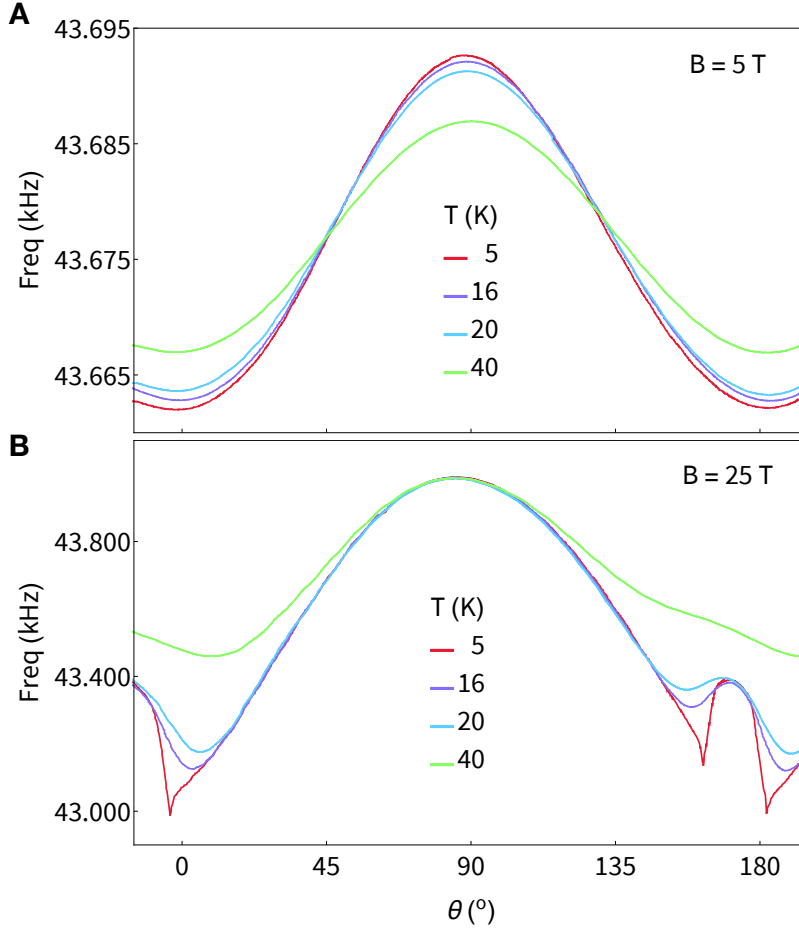 A
43.695
B = 5 T
43.685
Freq (kHz)
T (K)
43.675
5
16
20
43.665
40
B
B = 25 T
43.800
Freq (kHz)
T (K)
5
43.400
16
20
40
43.000
0 45 90 135 180
θ (°)